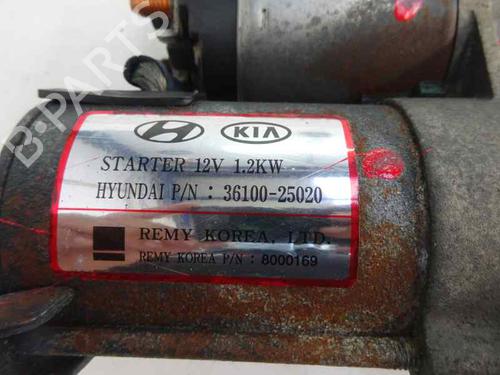 B-PARTS
KIA
STARTER 12V 1.2KW
HYUNDAI P/N : 36100-25020
REMY KOREA, LTD.
REMY KOREA P/N : 8000169